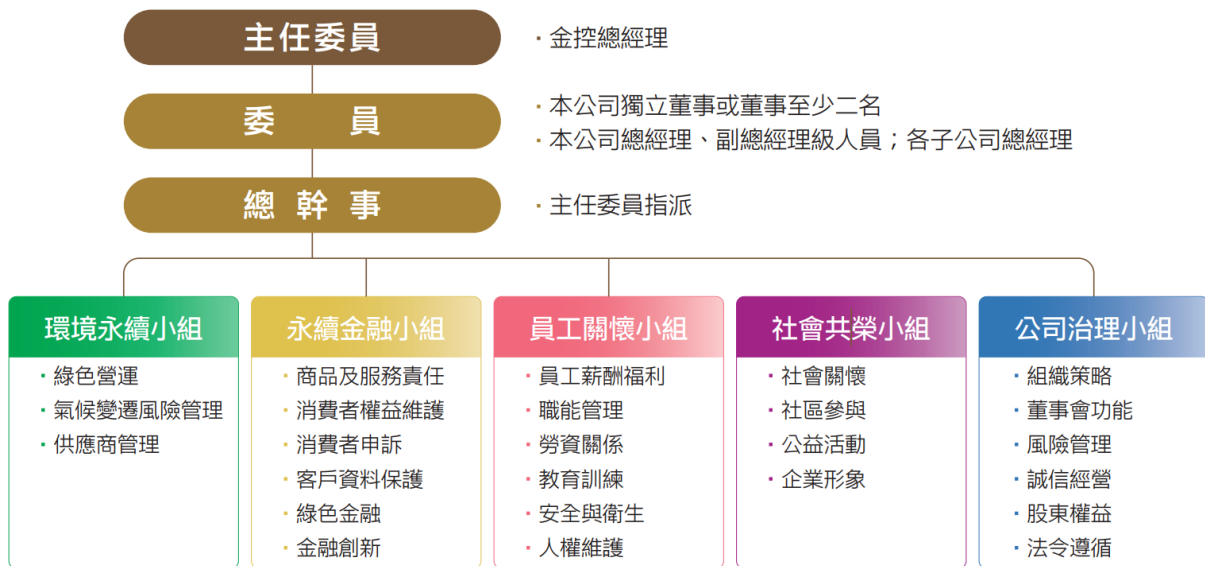 主任委員
· 金控總經理
委 員
· 本公司獨立董事或董事至少二名
· 本公司總經理、副總經理級人員；各子公司總經理
總幹事
· 主任委員指派
環境永續小組
· 綠色營運
· 氣候變遷風險管理
· 供應商管理
永續金融小組
· 商品及服務責任
· 消費者權益維護
· 消費者申訴
· 客戶資料保護
· 綠色金融
· 金融創新
員工關懷小組
· 員工薪酬福利
· 職能管理
· 勞資關係
· 教育訓練
· 安全與衛生
· 人權維護
社會共榮小組
· 社會關懷
· 社區參與
· 公益活動
· 企業形象
公司治理小組
· 組織策略
· 董事會功能
· 風險管理
· 誠信經營
· 股東權益
· 法令遵循